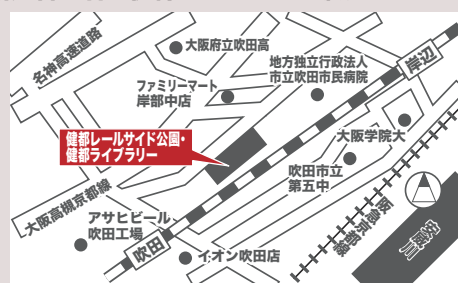 名神高速道路
大阪府立吹田高
地方独立行政法人
市立吹田市民病院
岸辺
ファミリーマート
岸部中店
健都レールサイド公園・
健都ライブラリー
大阪学院大
吹田市立
第五中
大阪高槻京都線
アサヒビール
吹田工場
吹田
イオン吹田店
阪急京都線
安威川